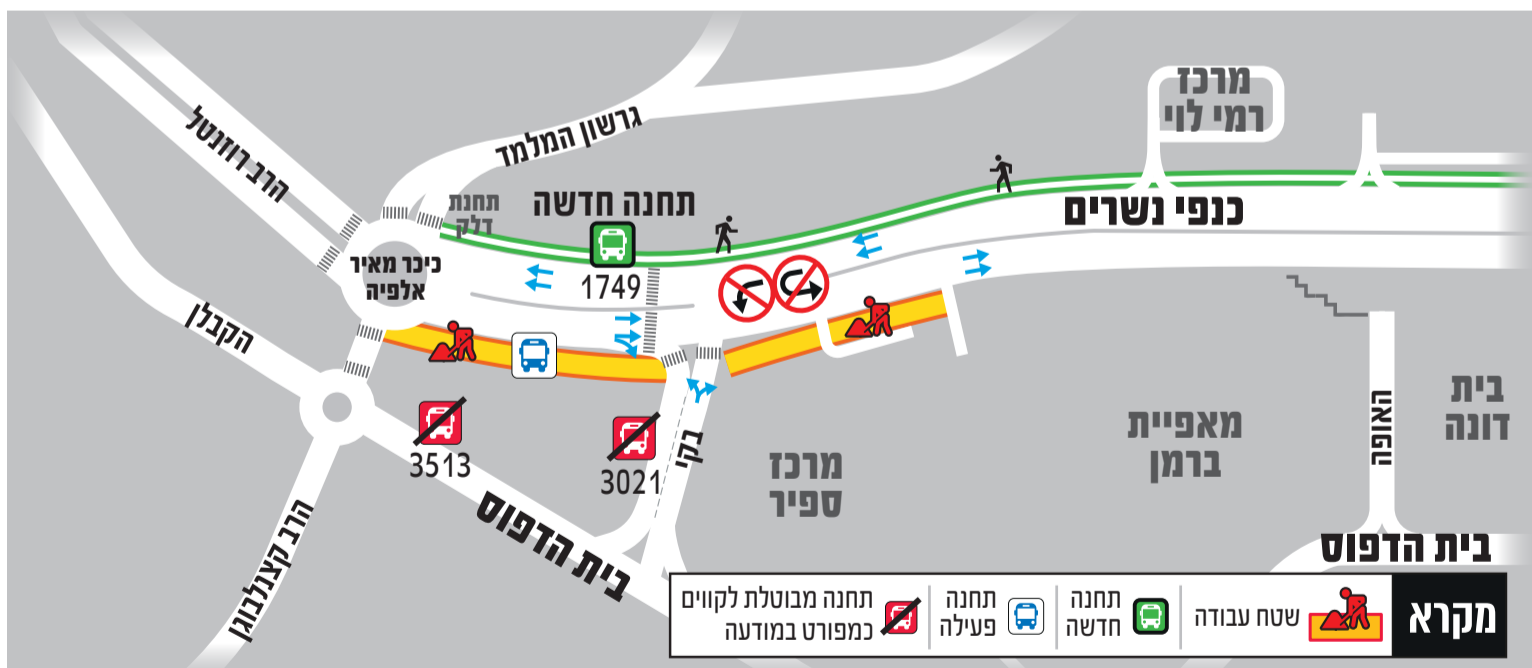 מרכז
רמי לוי
גרשון המלמד
הרב רוזנטל
תחנת
דלק
תחנה חדשה
1749
כנפי נשרים
כיכר מאיר
אלפיה
הקבלן
3513
3021
בקי
מרכז
ספיר
מאפיית
ברמן
האופה
בית
דונה
הרב קצנלבוגן
בית הדפוס
בית הדפוס
מקרא
שטח עבודה
תחנה
חדשה
תחנה
פעילה
תחנה מבוטלת לקווים
כמפורט במודעה